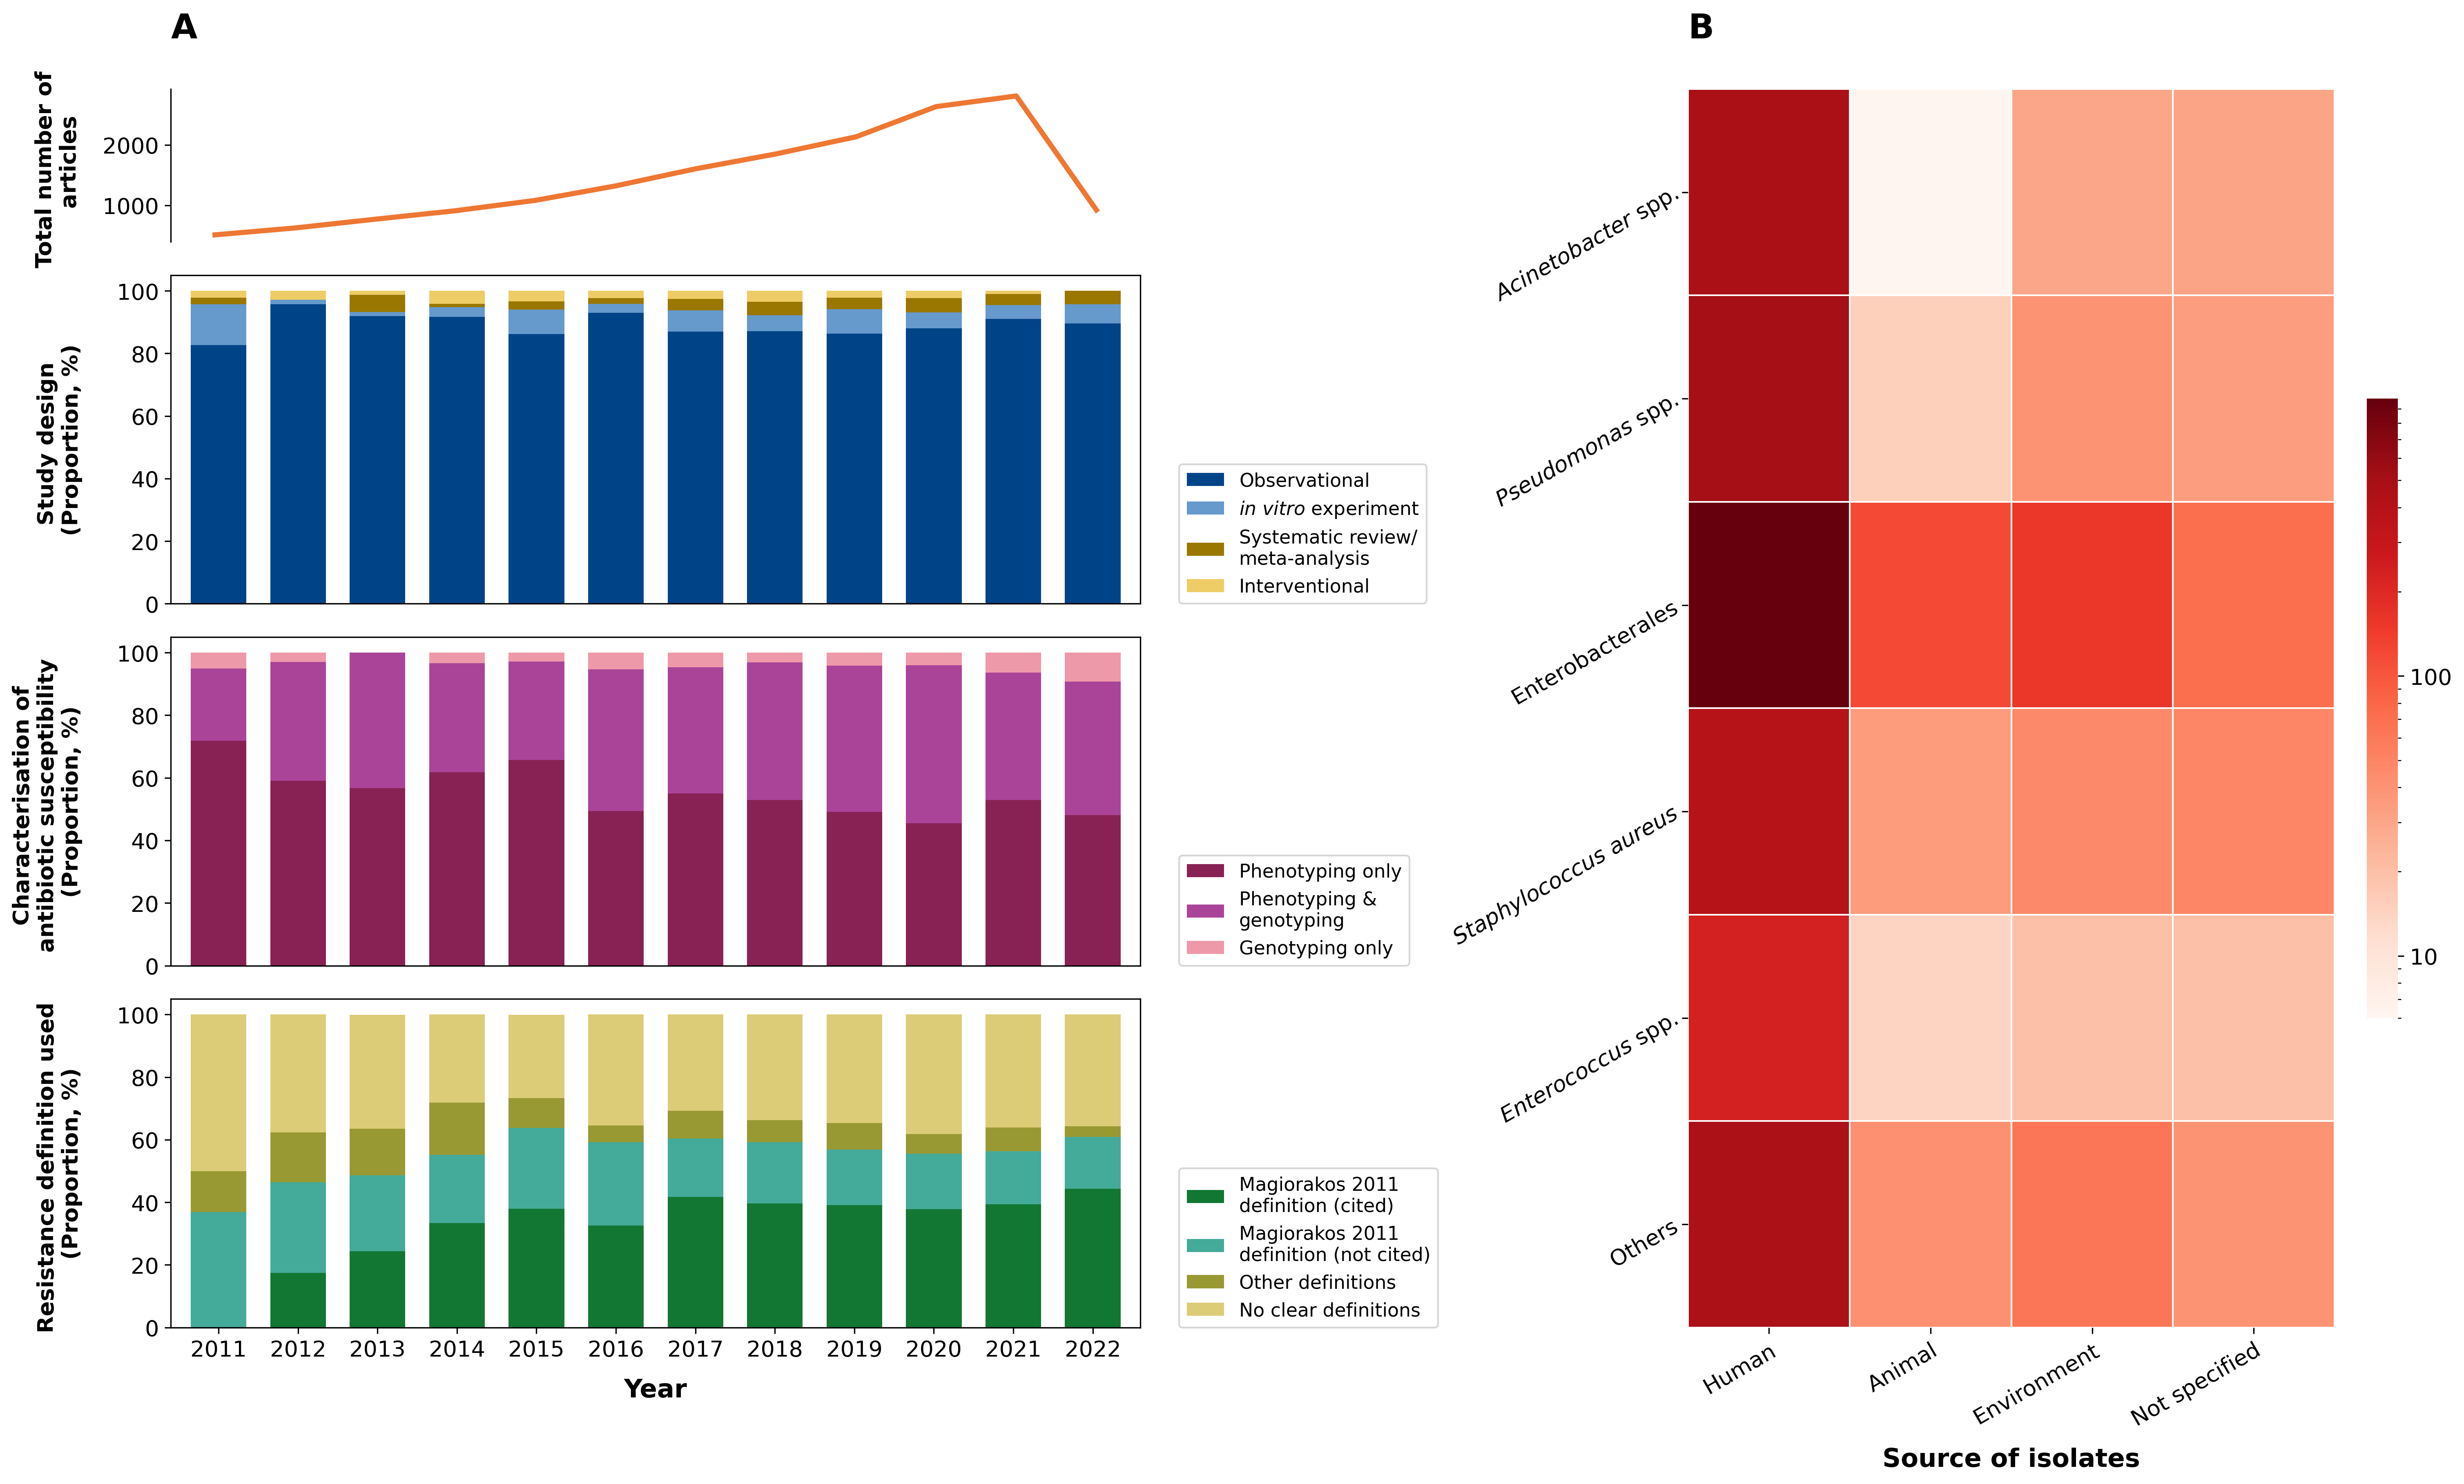 A
Total number of
articles
2000
1000
Study design
(Proportion, %)
100
80
60
40
20
0
Observational
in vitro experiment
Systematic review/
meta-analysis
Interventional
Characterisation of
antibiotic susceptibility
(Proportion, %)
100
80
60
40
20
0
Phenotyping only
Phenotyping &
genotyping
Genotyping only
Resistance definition used
(Proportion, %)
100
80
60
40
20
0
Magiorakos 2011
definition (cited)
Magiorakos 2011
definition (not cited)
Other definitions
No clear definitions
2011 2012 2013 2014 2015 2016 2017 2018 2019 2020 2021 2022
Year
B
Acinetobacter spp.
Pseudomonas spp.
Enterobacterales
Staphylococcus aureus
Enterococcus spp.
Others
Human Animal Environment Not specified
Source of isolates
100
10